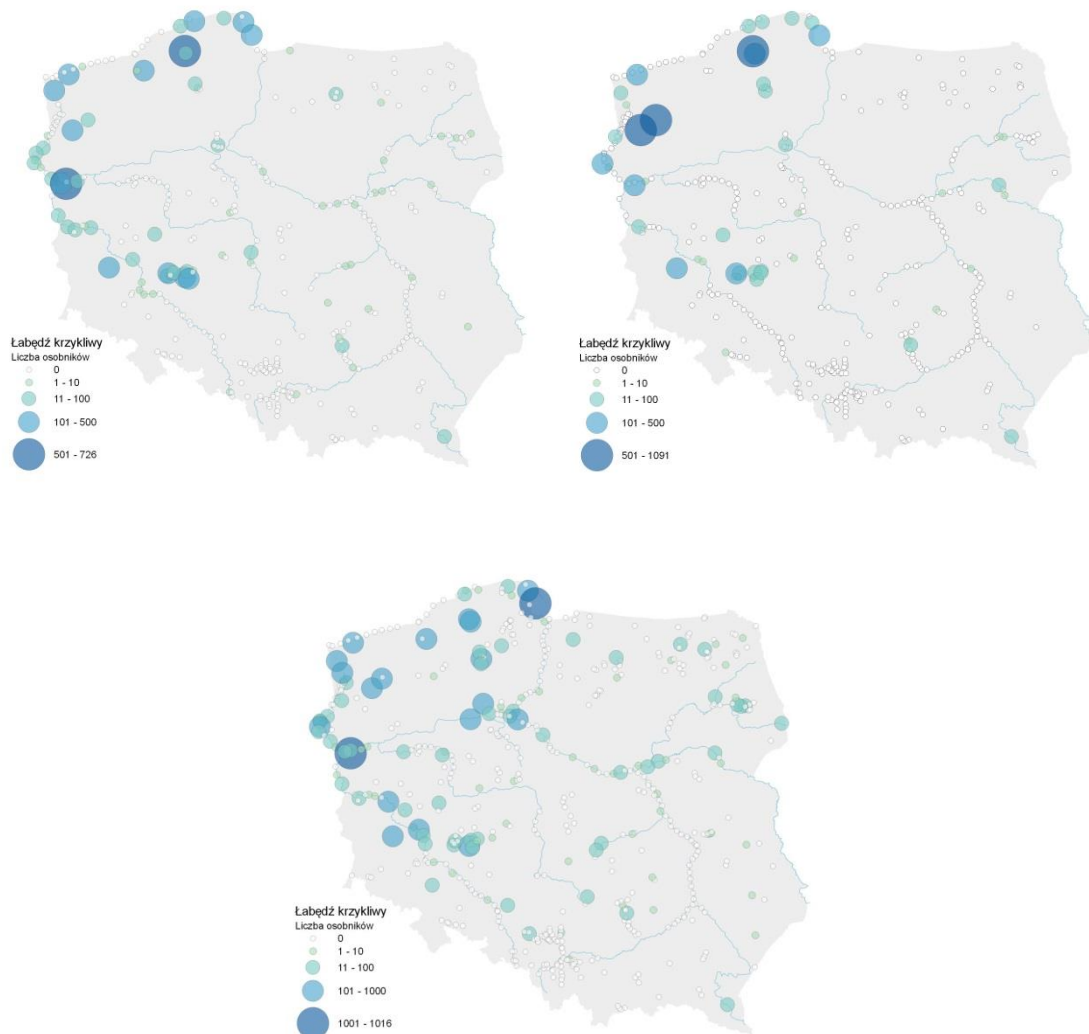 Łabędź krzykliwy
Liczba osobników
0
1 - 10
11 - 100
101 - 500
501 - 726
Łabędź krzykliwy
Liczba osobników
0
1 - 10
11 - 100
101 - 500
501 - 1091
Łabędź krzykliwy
Liczba osobników
0
1 - 10
11 - 100
101 - 1000
1001 - 1016